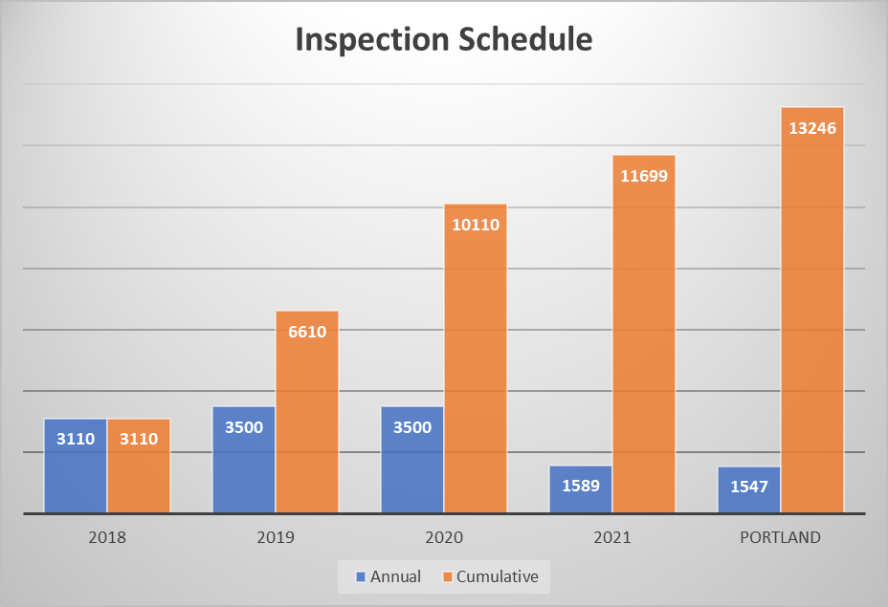 Inspection Schedule
13246
11699
10110
6610
3110 3110 3500 3500 1589 1547
2018 2019 2020 2021 PORTLAND
Annual Cumulative